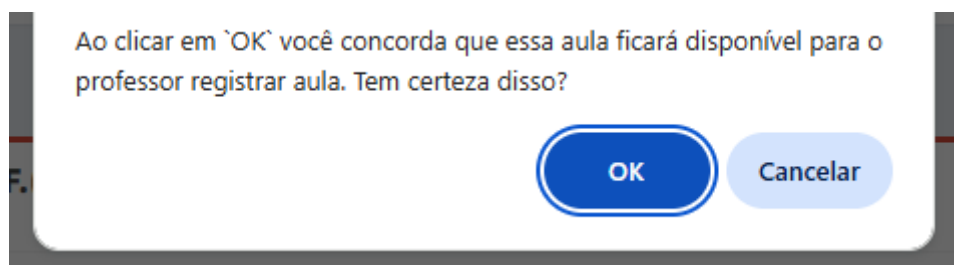 Ao clicar em `OK` você concorda que essa aula ficará disponível para o
professor registrar aula. Tem certeza disso?
OK
Cancelar
F.